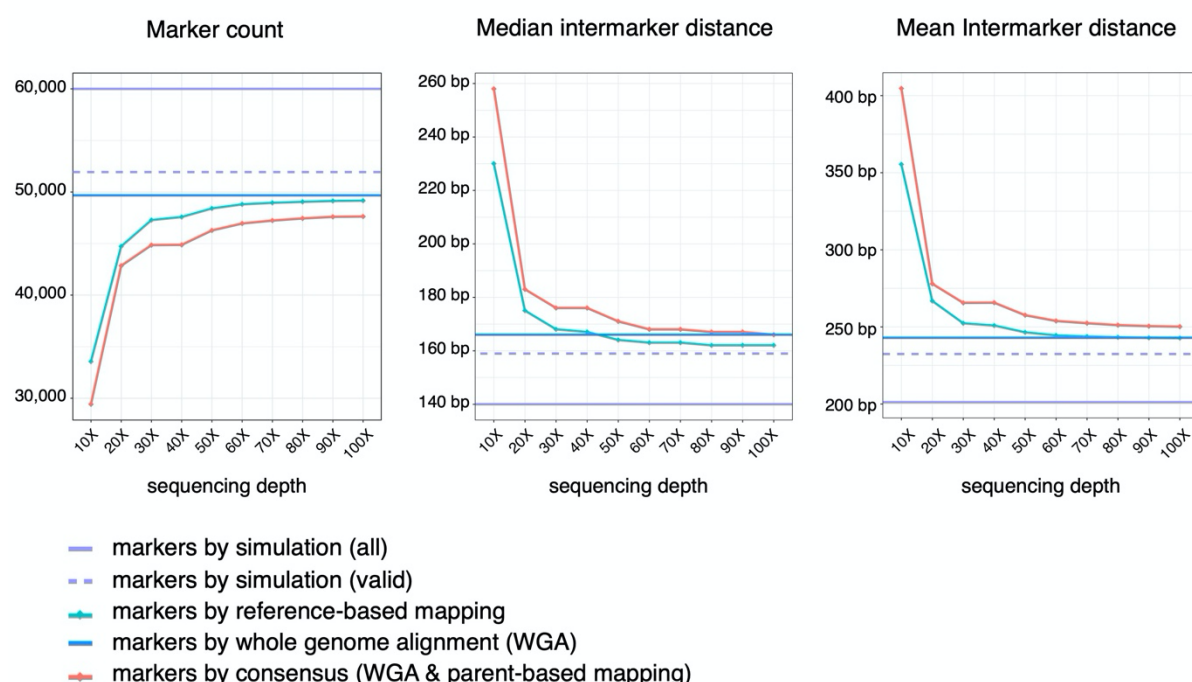 Marker count
Median intermarker distance
Mean Intermarker distance
60,000
50,000
40,000
30,000
10X 20X 30X 40X 50X 60X 70X 80X 90X 100X
sequencing depth
260 bp
240 bp
220 bp
200 bp
180 bp
160 bp
140 bp
10X 20X 30X 40X 50X 60X 70X 80X 90X 100X
sequencing depth
400 bp
350 bp
300 bp
250 bp
200 bp
10X 20X 30X 40X 50X 60X 70X 80X 90X 100X
sequencing depth
markers by simulation (all)
markers by simulation (valid)
markers by reference-based mapping
markers by whole genome alignment (WGA)
markers by consensus (WGA & parent-based mapping)